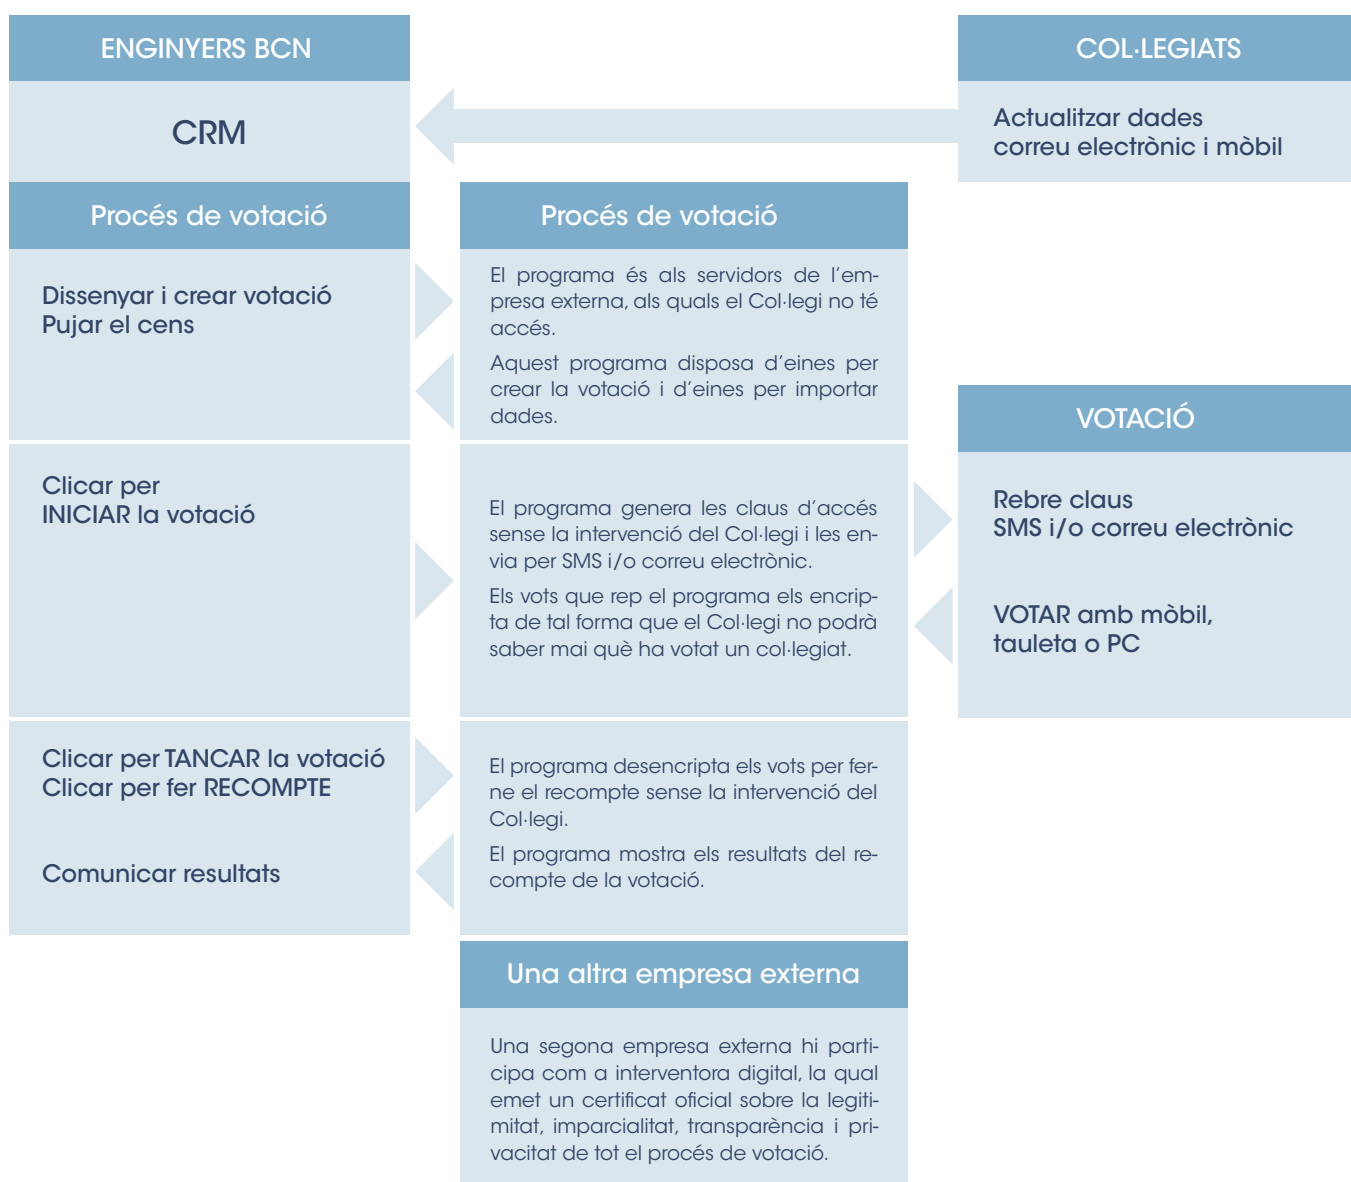 ENGINYERS BCN
CRM
COL·LEGIATS
Actualitzar dades
correu electrònic i mòbil
Procés de votació
Dissenyar i crear votació
Pujar el cens
Procés de votació
El programa és als servidors de l’em-
presa externa, als quals el Col·legi no té
accés.
Aquest programa disposa d’eines per
crear la votació i d’eines per importar
dades.
Clicar per
INICIAR la votació
El programa genera les claus d’accés
sense la intervenció del Col·legi i les en-
via per SMS i/o correu electrònic.
Els vots que rep el programa els encrip-
ta de tal forma que el Col·legi no podrà
saber mai què ha votat un col·legiat.
VOTACIÓ
Rebre claus
SMS i/o correu electrònic
VOTAR amb mòbil,
tauleta o PC
Clicar per TANCAR la votació
Clicar per fer RECOMPTE
Comunicar resultats
El programa desencripta els vots per fer-
ne el recompte sense la intervenció del
Col·legi.
El programa mostra els resultats del re-
compte de la votació.
Una altra empresa externa
Una segona empresa externa hi parti-
cipa com a interventora digital, la qual
emet un certificat oficial sobre la legiti-
mitat, imparcialitat, transparència i pri-
vacitat de tot el procés de votació.